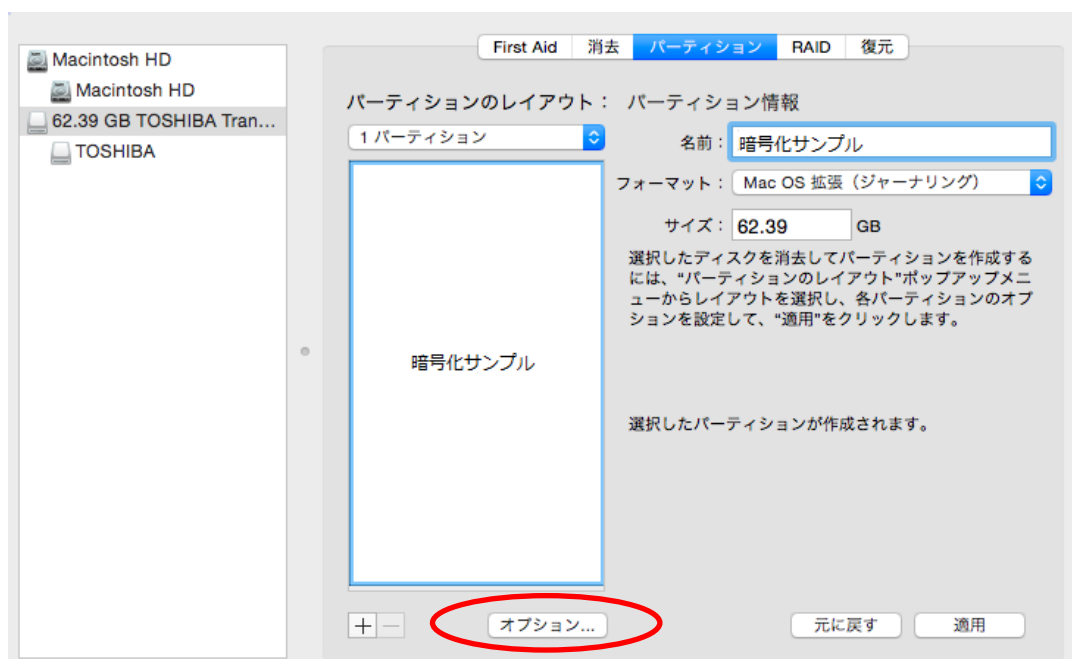 First Aid 消去 パーティション RAID 復元
Macintosh HD
Macintosh HD
62.39 GB TOSHIBA Tran...
TOSHIBA
パーティションのレイアウト：
1 パーティション
暗号化サンプル
パーティション情報
名前： 暗号化サンプル
フォーマット： Mac OS 拡張（ジャーナリング）
サイズ： 62.39 GB
選択したディスクを消去してパーティションを作成する
には、“パーティションのレイアウト"ポップアップメニ
ューからレイアウトを選択し、各パーティションのオプ
ションを設定して、“適用"をクリックします。
選択したパーティションが作成されます。
+ − オプション... 元に戻す 適用